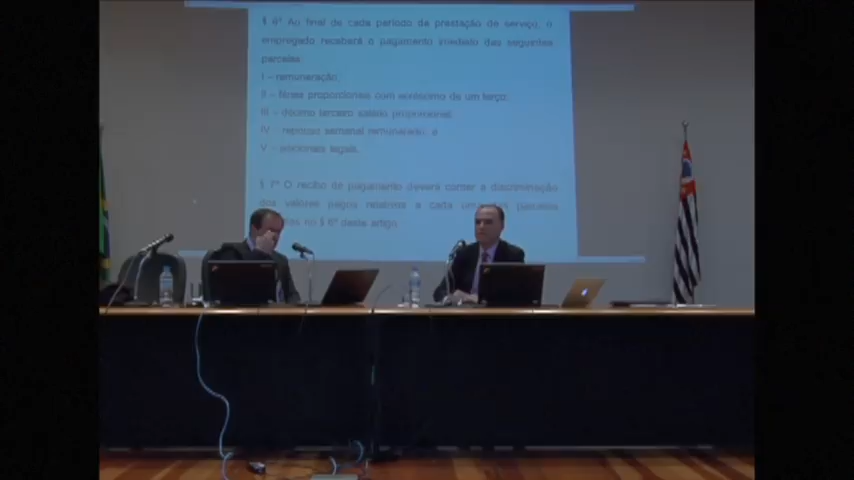 § 6º Ao final de cada período de prestação de serviço, o
empregado receberá o pagamento imediato das seguintes
parcelas:
I – remuneração;
II – férias proporcionais com acréscimo de um terço;
III – décimo terceiro salário proporcional;
IV – repouso semanal remunerado; e
V – adicionais legais.
§ 7º O recibo de pagamento deverá conter a discriminação
dos valores pagos relativos a cada uma das parcelas
no § 6º deste artigo.